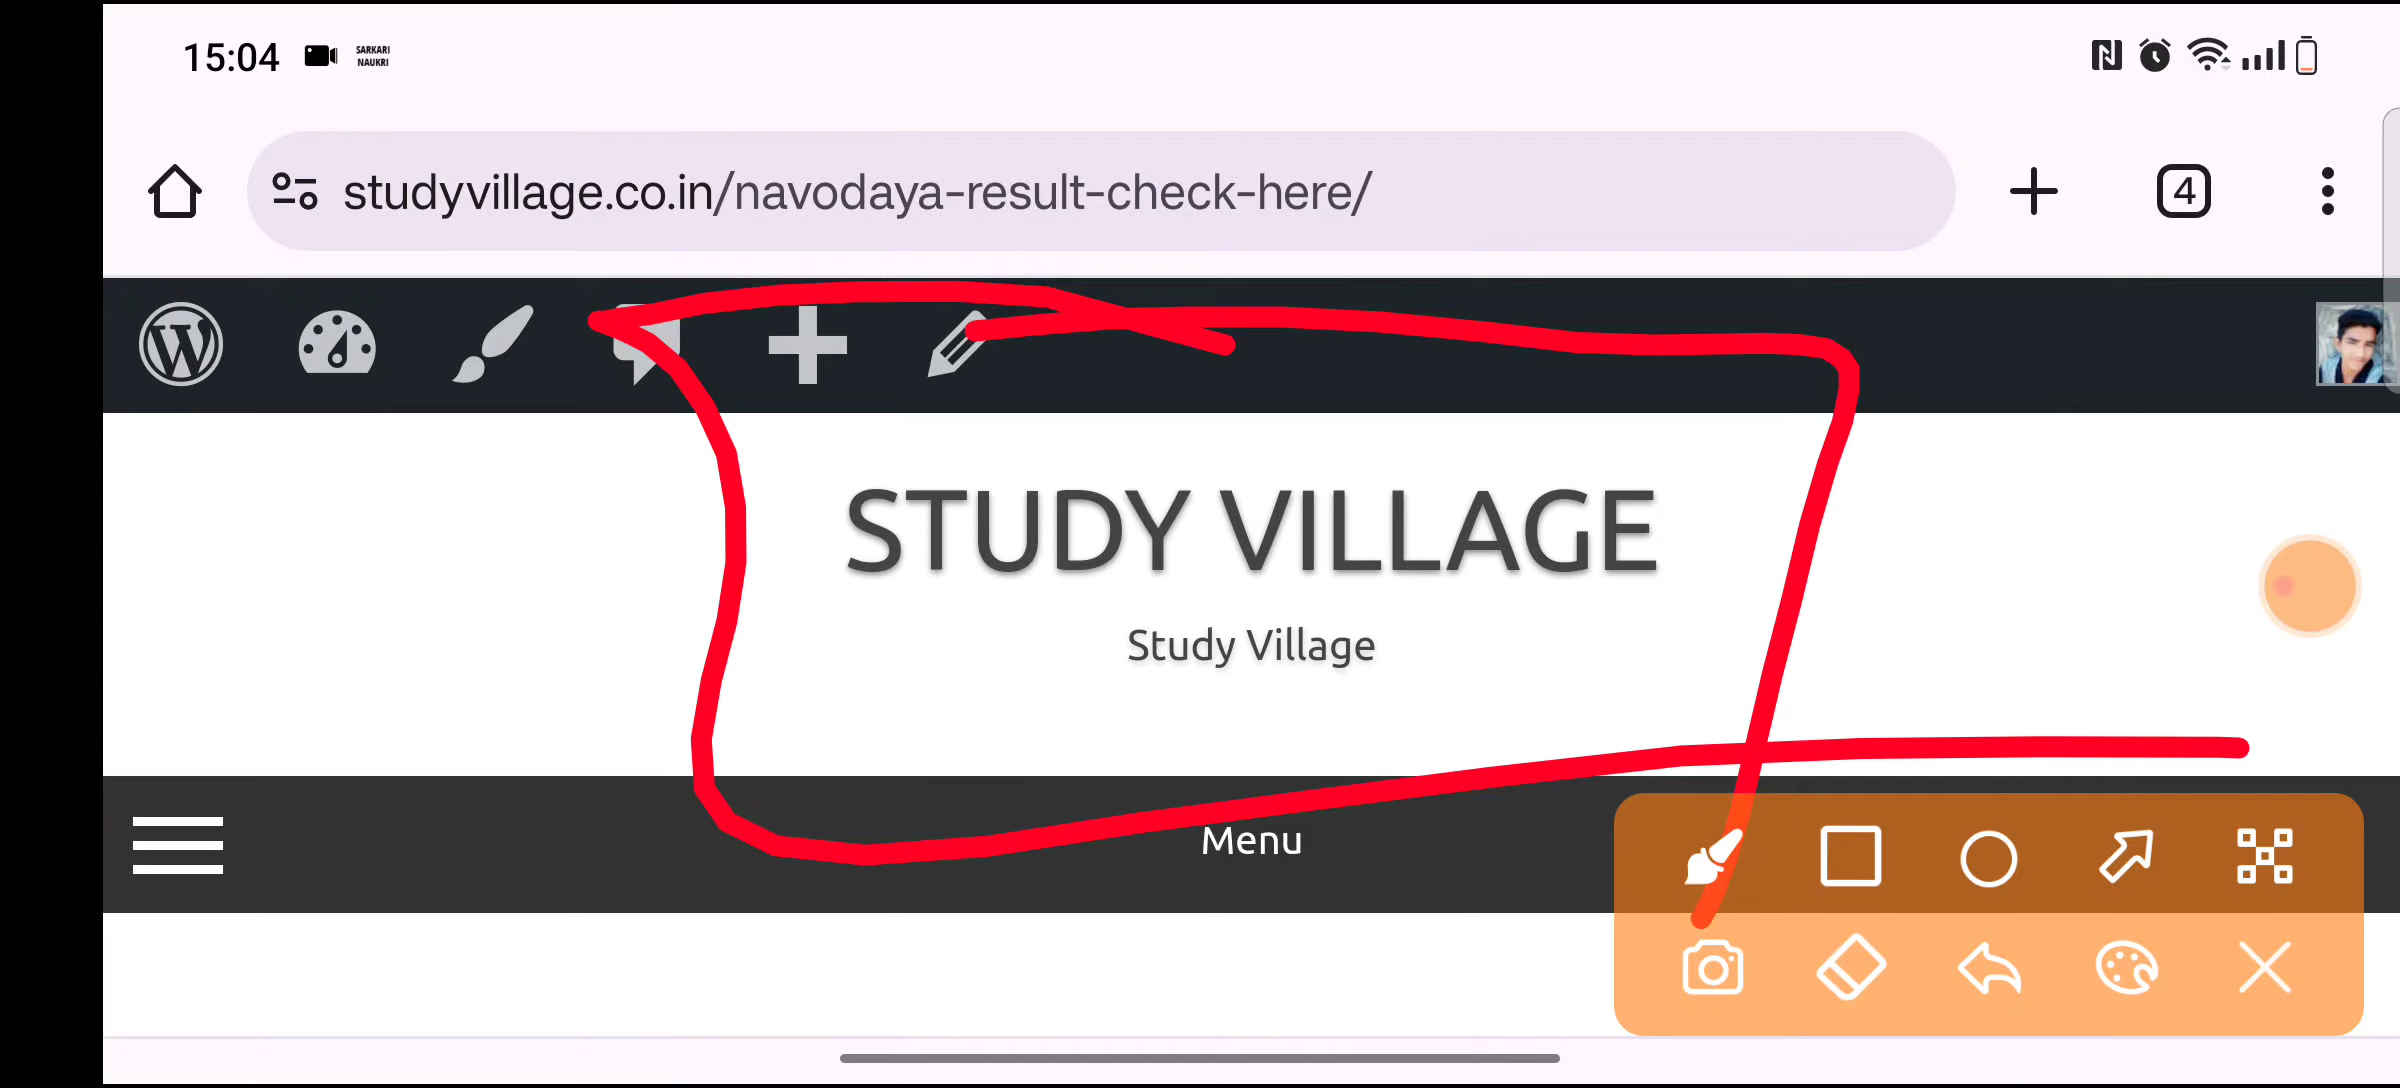 15:04 SARKARI NAUKRI
studyvillage.co.in/navodaya-result-check-here/
4
STUDY VILLAGE
Study Village
Menu